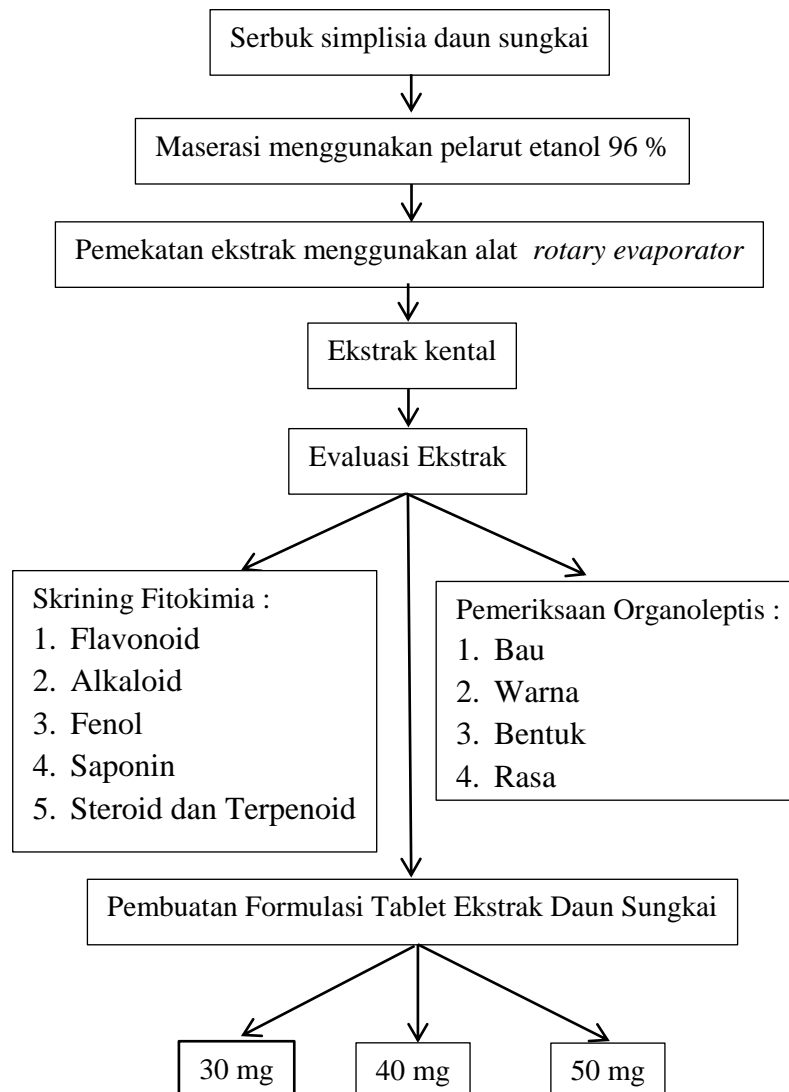 Serbuk simplisia daun sungkai
Maserasi menggunakan pelarut etanol 96 %
Pemekatan ekstrak menggunakan alat rotary evaporator
Ekstrak kental
Evaluasi Ekstrak
Skrining Fitokimia :
1. Flavonoid
2. Alkaloid
3. Fenol
4. Saponin
5. Steroid dan Terpenoid
Pemeriksaan Organoleptis :
1. Bau
2. Warna
3. Bentuk
4. Rasa
Pembuatan Formulasi Tablet Ekstrak Daun Sungkai
30 mg
40 mg
50 mg